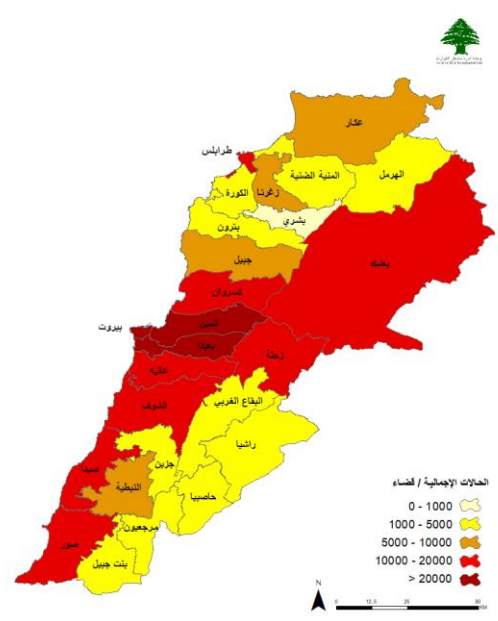 عكار
طرابلس
المنية الضنية
الهرمل
زغرتا
الكورة
بشري
بترون
بعلبك
جبيل
كسروان
المتن
بيروت
بعبدا
زحلة
عاليه
الشوف
البقاع الغربي
راشيا
صيدا
جزين
النبطية
حاصبيا
مرجعيون
صور
بنت جبيل
الحالات الإجمالية / قضاء
0 - 1000
1000 - 5000
5000 - 10000
10000 - 20000
> 20000
N
0 12.5 25 50
KM